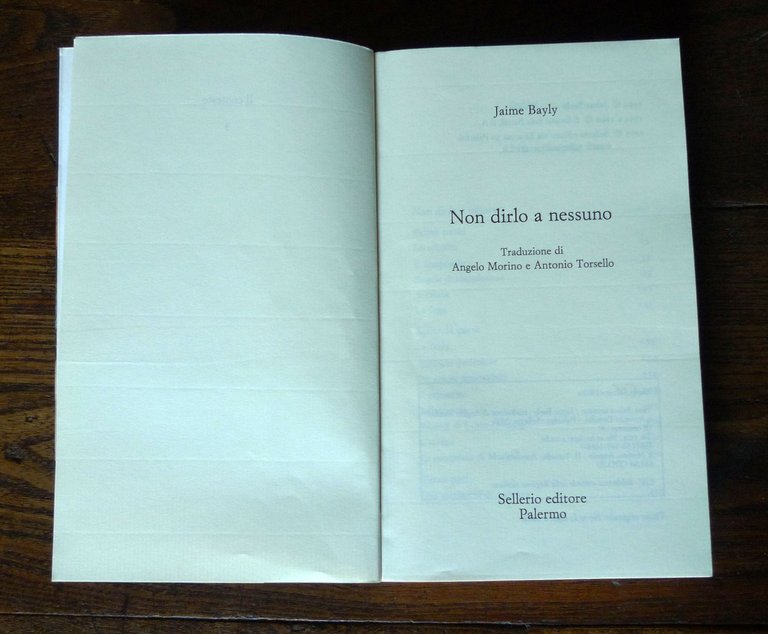 Jaime Bayly
Non dirlo a nessuno
Traduzione di
Angelo Morino e Antonio Torsello
Sellerio editore
Palermo